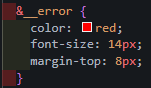 &__error {
color: red;
font-size: 14px;
margin-top: 8px;
}